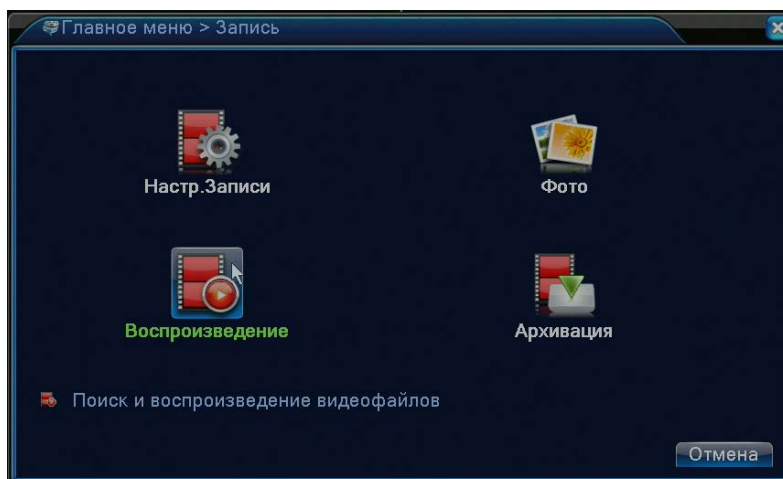 Главное меню > Запись
Настр.Записи
Фото
Воспроизведение
Архивация
Поиск и воспроизведение видеофайлов
Отмена